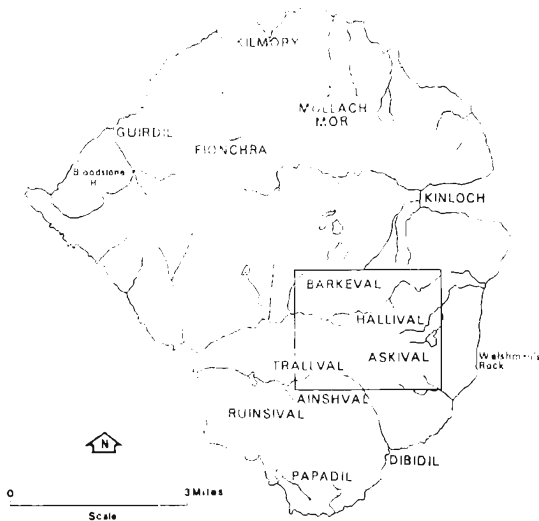 KILMORY
MULLACH
MOR
GUIRDIL
FIONCHRA
Bloodstone
H
KINLOCH
BARKEVAL
HALLIVAL
ASKIVAL
Welshman's
Rock
TRALLVAL
AINSHVAL
RUINSIVAL
N
DIBIDIL
PAPADIL
0 3 Miles
Scale